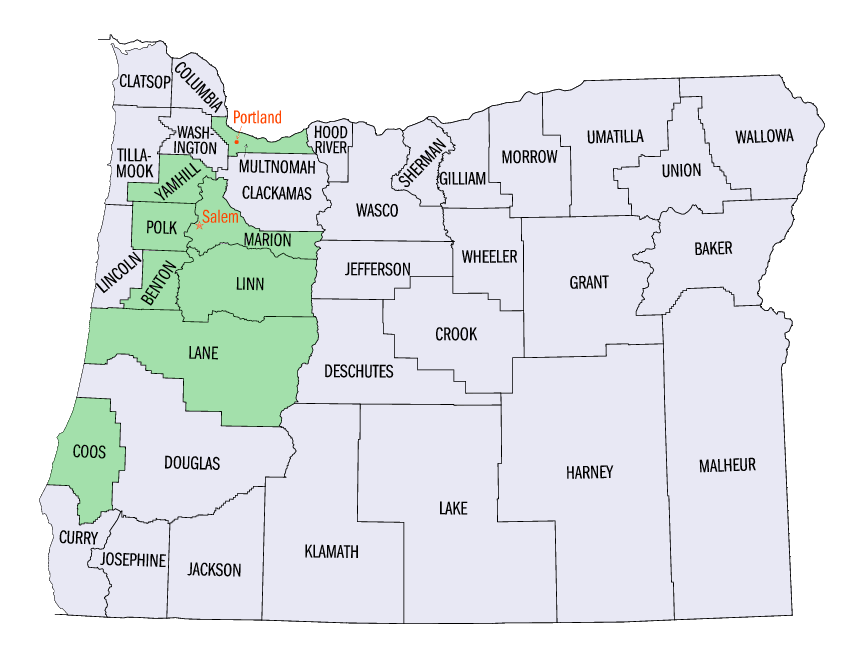 CLATSOP
COLUMBIA
Portland
WASH-
INGTON
HOOD
RIVER
TILLA-
MOOK
MULTNOMAH
YAMHILL
CLACKAMAS
SHERMAN
GILLIAM
MORROW
UMATILLA
UNION
WALLOWA
POLK
Salem
MARION
WASCO
LINCOLN
BENTON
LINN
JEFFERSON
WHEELER
GRANT
BAKER
LANE
DESCHUTES
CROOK
COOS
DOUGLAS
HARNEY
MALHEUR
CURRY
JOSEPHINE
JACKSON
KLAMATH
LAKE